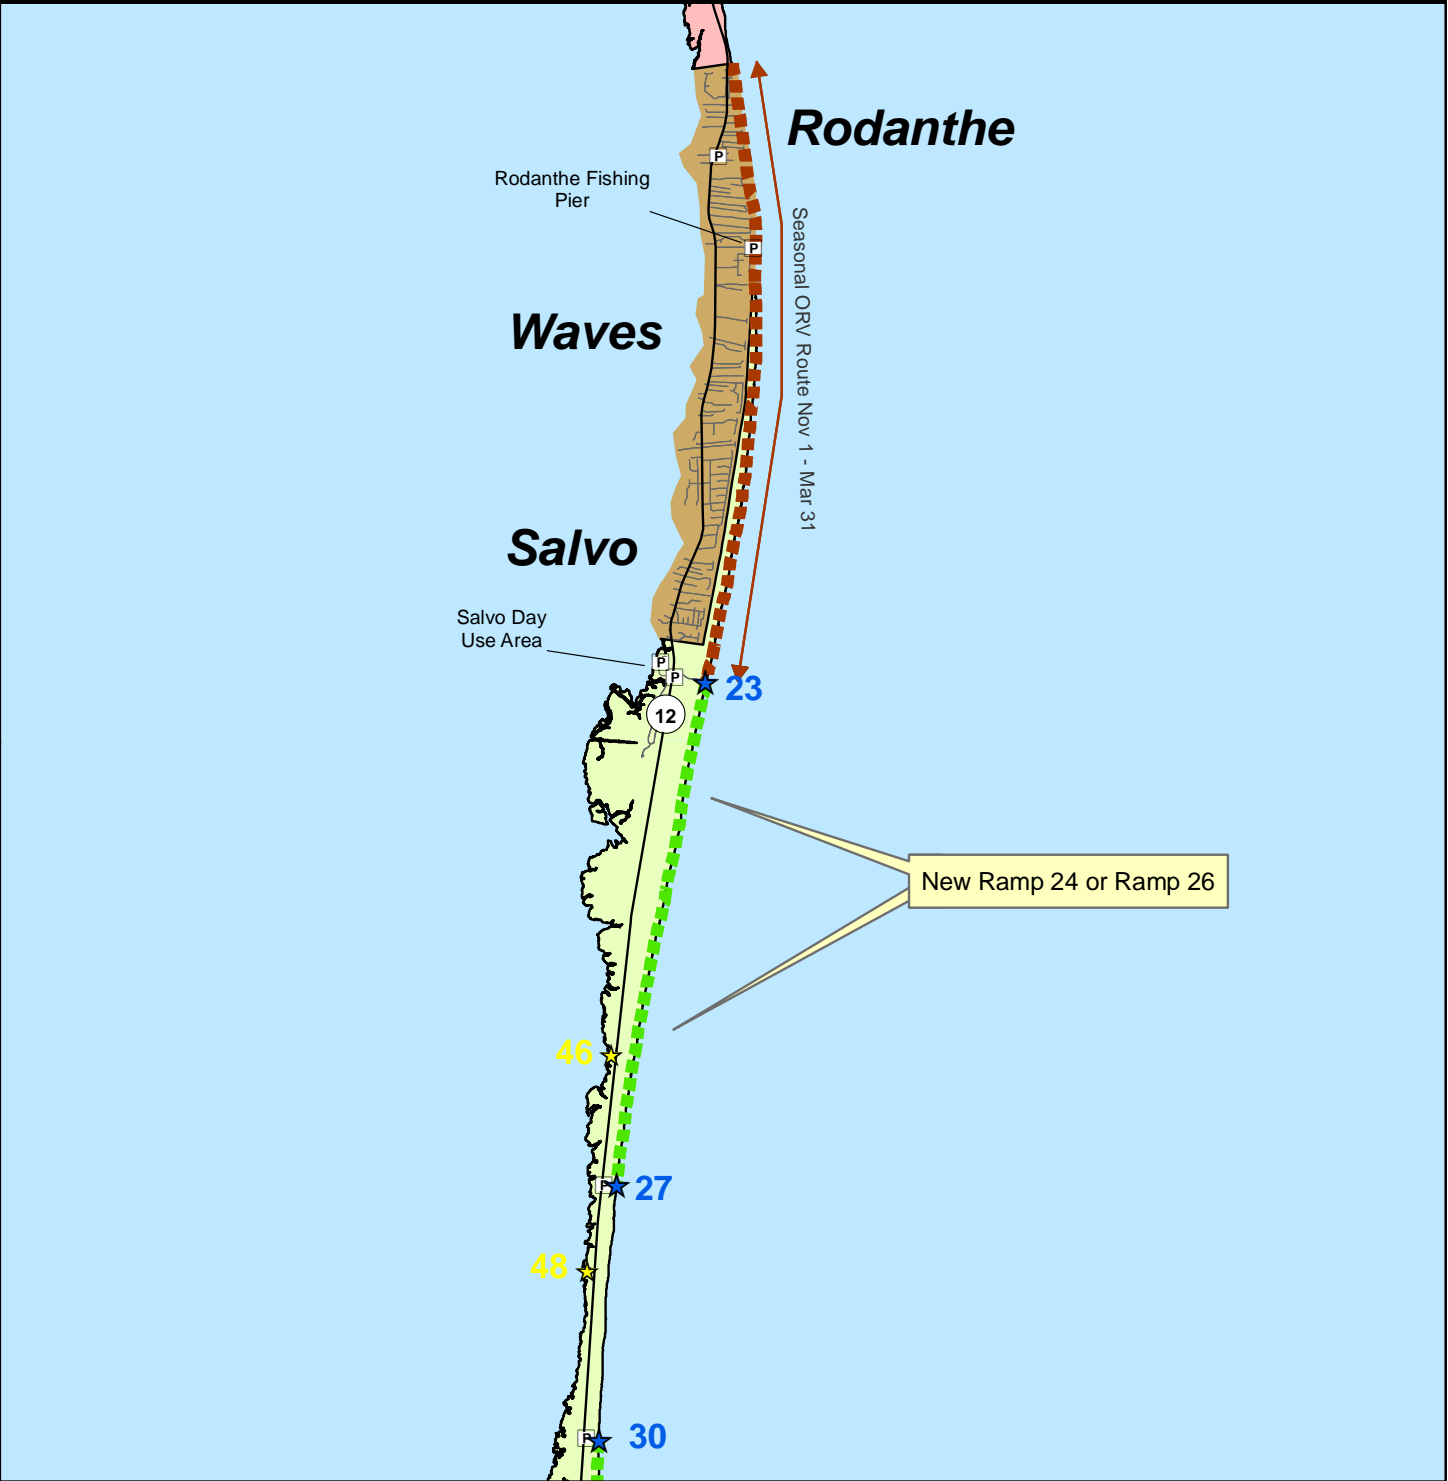 Rodanthe
P
Rodanthe Fishing
Pier
P
Seasonal ORV Route Nov 1 - Mar 31
Waves
Salvo
Salvo Day
Use Area
P
P
23
12
New Ramp 24 or Ramp 26
46
P
27
48
P
30